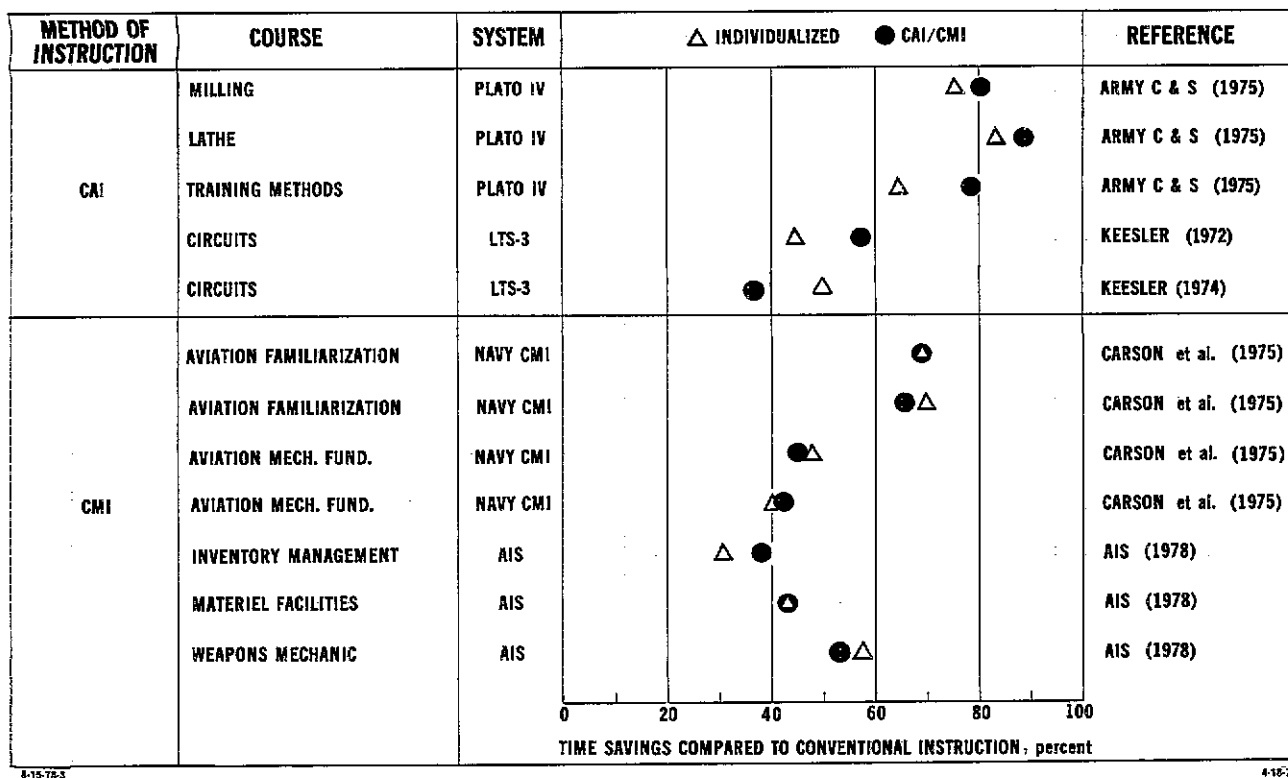 METHOD OF INSTRUCTION COURSE SYSTEM △ INDIVIDUALIZED ● CAI/CMI REFERENCE
MILLING PLATO IV ARMY C & S (1975)
LATHE PLATO IV ARMY C & S (1975)
CAI TRAINING METHODS PLATO IV ARMY C & S (1975)
CIRCUITS LTS-3 KEESLER (1972)
CIRCUITS LTS-3 KEESLER (1974)
AVIATION FAMILIARIZATION NAVY CMI CARSON et al. (1975)
AVIATION FAMILIARIZATION NAVY CMI CARSON et al. (1975)
AVIATION MECH. FUND. NAVY CMI CARSON et al. (1975)
CMI AVIATION MECH. FUND. NAVY CMI CARSON et al. (1975)
INVENTORY MANAGEMENT AIS AIS (1978)
MATERIEL FACILITIES AIS AIS (1978)
WEAPONS MECHANIC AIS AIS (1978)
0 20 40 60 80 100
TIME SAVINGS COMPARED TO CONVENTIONAL INSTRUCTION, percent
8-15-78-3